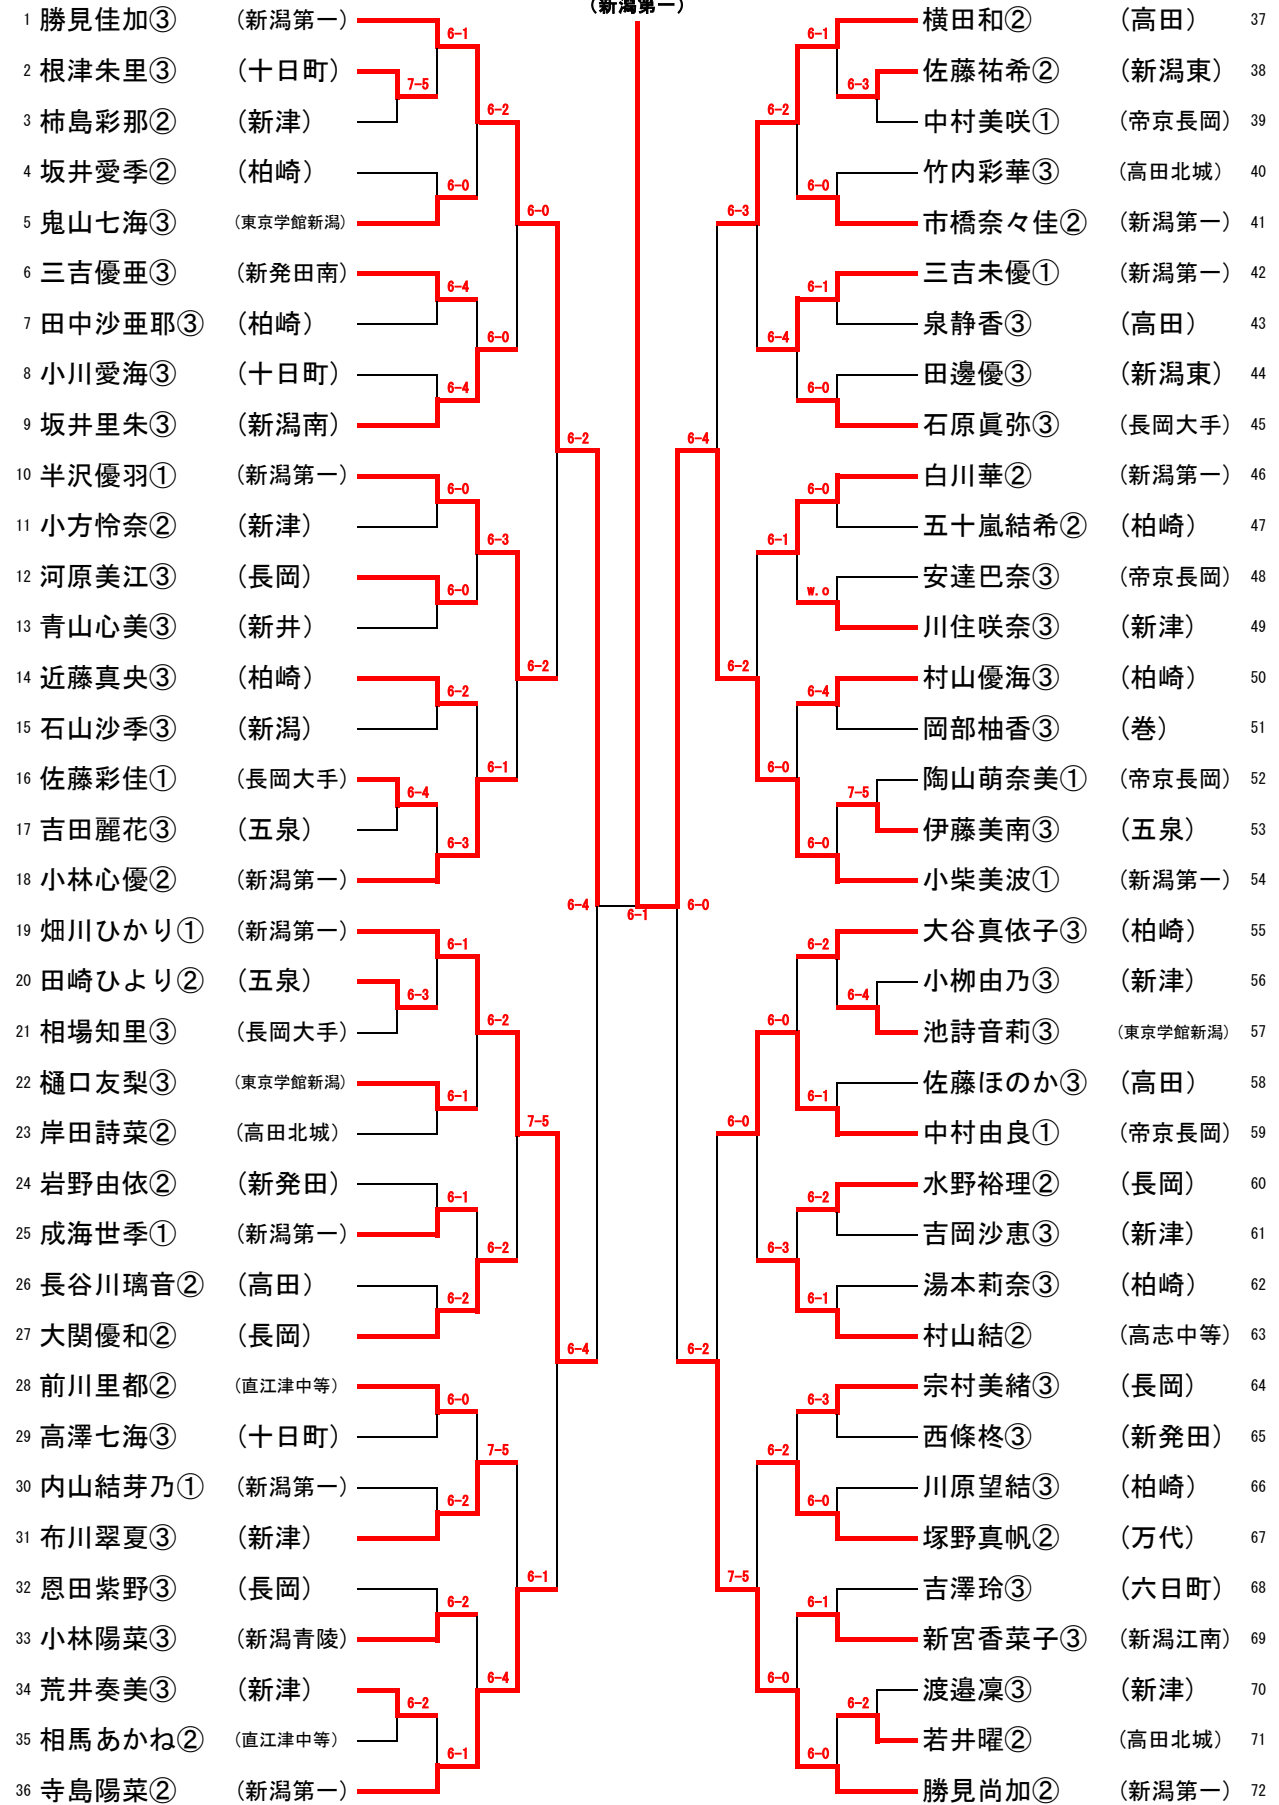 (新潟第一)
1 勝見佳加③ (新潟第一)
2 根津朱里③ (十日町)
3 柿島彩那② (新津)
4 坂井愛季② (柏崎)
5 鬼山七海③ (東京学館新潟)
6 三吉優亜③ (新発田南)
7 田中沙亜耶③ (柏崎)
8 小川愛海③ (十日町)
9 坂井里朱③ (新潟南)
10 半沢優羽① (新潟第一)
11 小方怜奈② (新津)
12 河原美江③ (長岡)
13 青山心美③ (新井)
14 近藤真央③ (柏崎)
15 石山沙季③ (新潟)
16 佐藤彩佳① (長岡大手)
17 吉田麗花③ (五泉)
18 小林心優② (新潟第一)
19 畑川ひかり① (新潟第一)
20 田崎ひより② (五泉)
21 相場知里③ (長岡大手)
22 樋口友梨③ (東京学館新潟)
23 岸田詩菜② (高田北城)
24 岩野由依② (新発田)
25 成海世季① (新潟第一)
26 長谷川璃音② (高田)
27 大関優和② (長岡)
28 前川里都② (直江津中等)
29 高澤七海③ (十日町)
30 内山結芽乃① (新潟第一)
31 布川翠夏③ (新津)
32 恩田紫野③ (長岡)
33 小林陽菜③ (新潟青陵)
34 荒井奏美③ (新津)
35 相馬あかね② (直江津中等)
36 寺島陽菜② (新潟第一)
6-1
7-5
6-2
6-0
6-0
6-4
6-0
6-4
6-2
6-0
6-3
6-0
6-2
6-2
6-1
6-4
6-3
6-4
6-1
6-3
6-2
6-1
7-5
6-1
6-2
6-2
6-4
6-0
7-5
6-2
6-1
6-2
6-4
6-2
6-1
6-1
横田和② (高田) 37
佐藤祐希② (新潟東) 38
中村美咲① (帝京長岡) 39
竹内彩華③ (高田北城) 40
市橋奈々佳② (新潟第一) 41
三吉未優① (新潟第一) 42
泉静香③ (高田) 43
田邊優③ (新潟東) 44
石原眞弥③ (長岡大手) 45
白川華② (新潟第一) 46
五十嵐結希② (柏崎) 47
安達巴奈③ (帝京長岡) 48
川住咲奈③ (新津) 49
村山優海③ (柏崎) 50
岡部柚香③ (巻) 51
陶山萌奈美① (帝京長岡) 52
伊藤美南③ (五泉) 53
小柴美波① (新潟第一) 54
大谷真依子③ (柏崎) 55
小栁由乃③ (新津) 56
池詩音莉③ (東京学館新潟) 57
佐藤ほのか③ (高田) 58
中村由良① (帝京長岡) 59
水野裕理② (長岡) 60
吉岡沙恵③ (新津) 61
湯本莉奈③ (柏崎) 62
村山結② (高志中等) 63
宗村美緒③ (長岡) 64
西條柊③ (新発田) 65
川原望結③ (柏崎) 66
塚野真帆② (万代) 67
吉澤玲③ (六日町) 68
新宮香菜子③ (新潟江南) 69
渡邉凜③ (新津) 70
若井曜② (高田北城) 71
勝見尚加② (新潟第一) 72
6-1
6-3
6-2
6-0
6-3
6-1
6-4
6-0
6-4
6-0
6-1
w.o
6-2
6-4
6-0
7-5
6-0
6-0
6-2
6-4
6-0
6-1
6-0
6-2
6-3
6-1
6-2
6-3
6-2
6-0
7-5
6-1
6-0
6-2
6-0